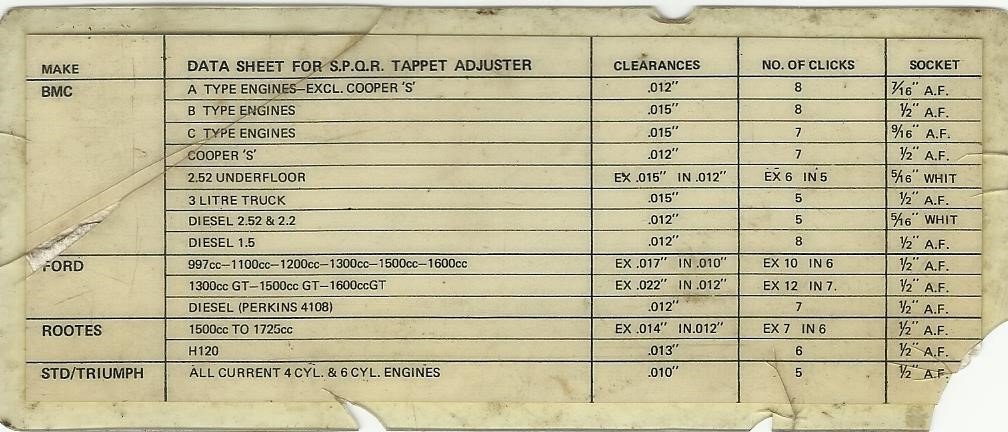 MAKE DATA SHEET FOR S.P.Q.R. TAPPET ADJUSTER CLEARANCES NO. OF CLICKS SOCKET
BMC A TYPE ENGINES—EXCL. COOPER 'S' .012" 8 7/16" A.F.
B TYPE ENGINES .015" 8 1/2" A.F.
C TYPE ENGINES .015" 7 9/16" A.F.
COOPER 'S' .012" 7 1/2" A.F.
2.52 UNDERFLOOR EX .015" IN .012" EX 6 IN 5 5/16" WHIT
3 LITRE TRUCK .015" 5 1/2" A.F.
DIESEL 2.52 & 2.2 .012" 5 5/16" WHIT
DIESEL 1.5 .012" 8 1/2" A.F.
FORD 997cc—1100cc—1200cc—1300cc—1500cc—1600cc EX .017" IN .010" EX 10 IN 6 1/2" A.F.
1300cc GT—1500cc GT—1600ccGT EX .022" IN .012" EX 12 IN 7. 1/2" A.F.
DIESEL (PERKINS 4108) .012" 7 1/2" A.F.
ROOTES 1500cc TO 1725cc EX .014" IN.012" EX 7 IN 6 1/2" A.F.
H120 .013" 6 1/2" A.F.
STD/TRIUMPH ALL CURRENT 4 CYL. & 6 CYL. ENGINES .010" 5 1/2" A.F.